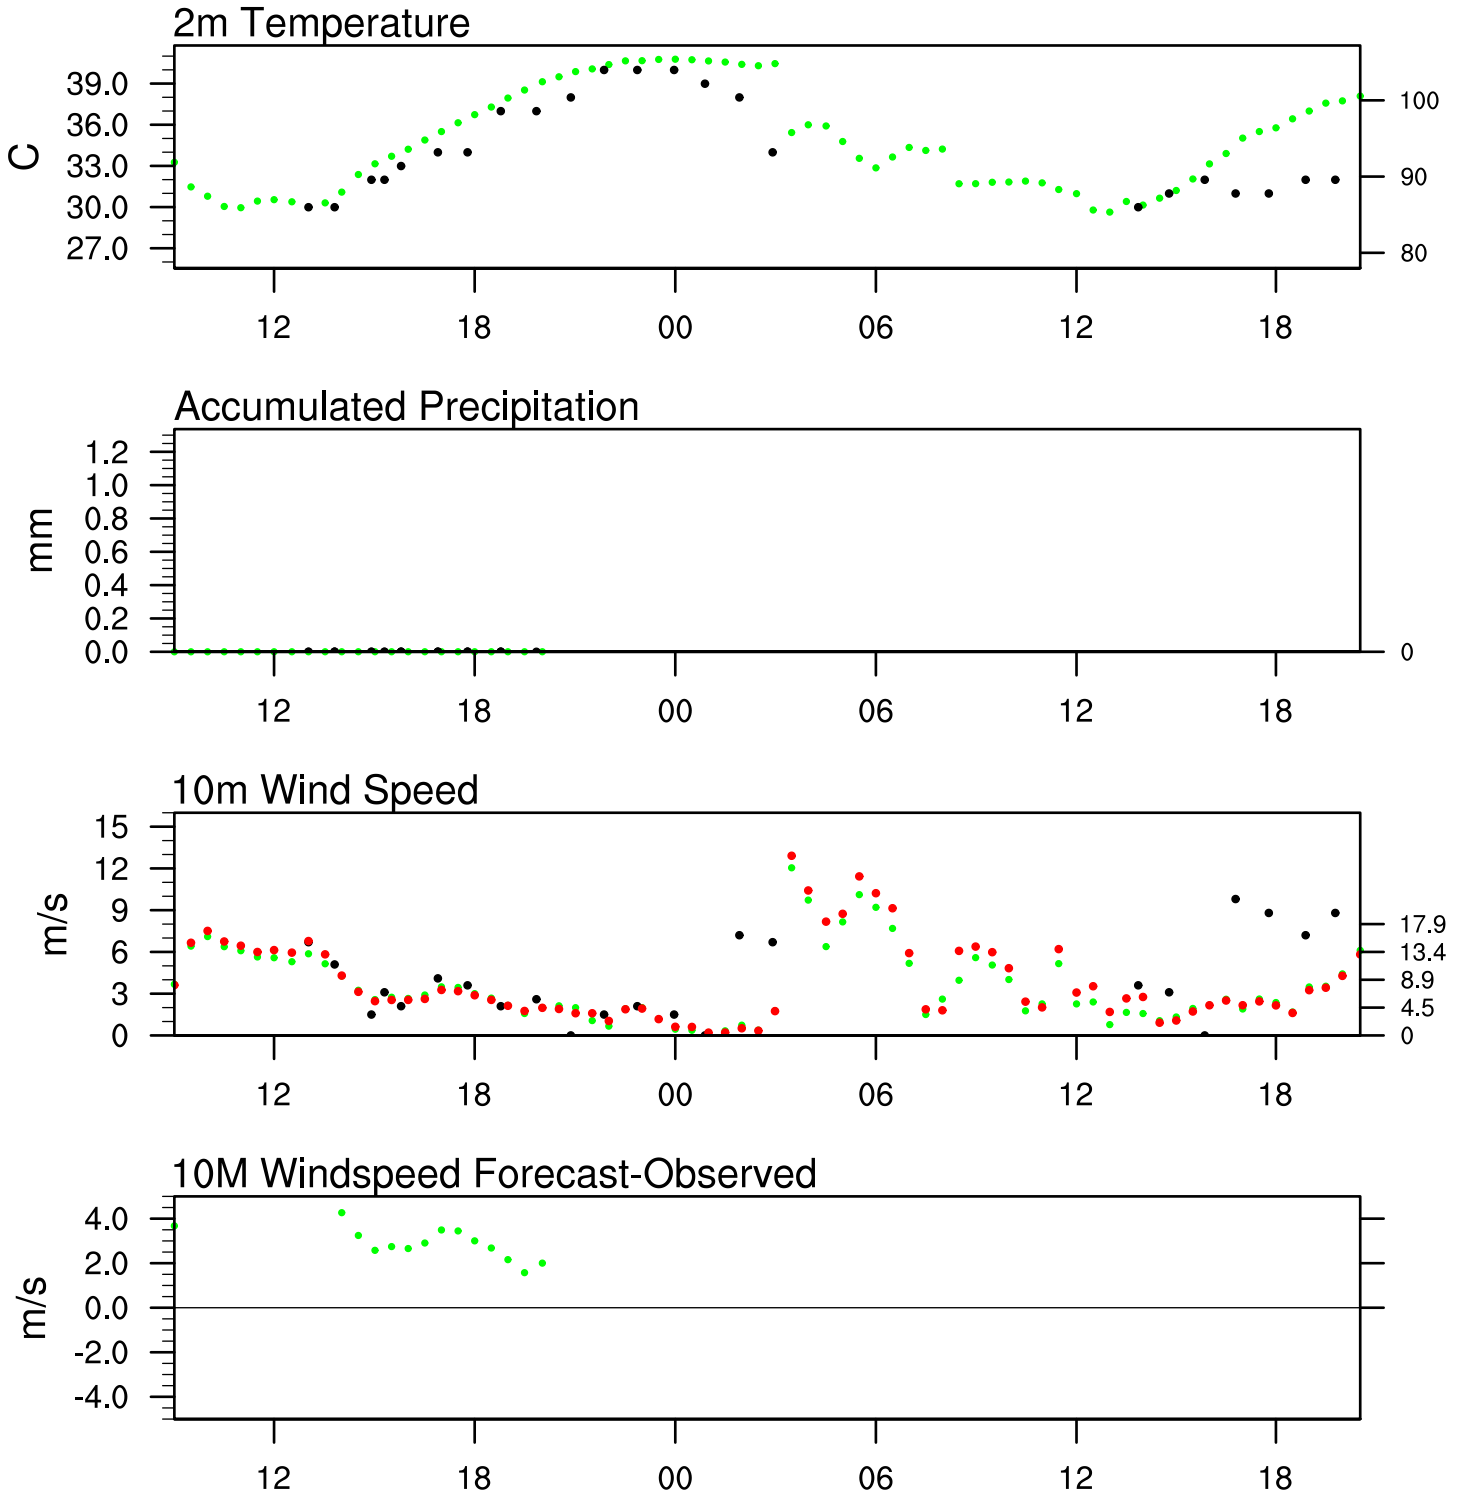 2m Temperature
39.0
36.0
33.0
30.0
27.0
C
100
90
80
12 18 00 06 12 18
Accumulated Precipitation
1.2
1.0
0.8
0.6
0.4
0.2
0.0
mm
0
12 18 00 06 12 18
10m Wind Speed
15
12
9
6
3
0
m/s
17.9
13.4
8.9
4.5
0
12 18 00 06 12 18
10M Windspeed Forecast-Observed
4.0
2.0
0.0
-2.0
-4.0
m/s
12 18 00 06 12 18